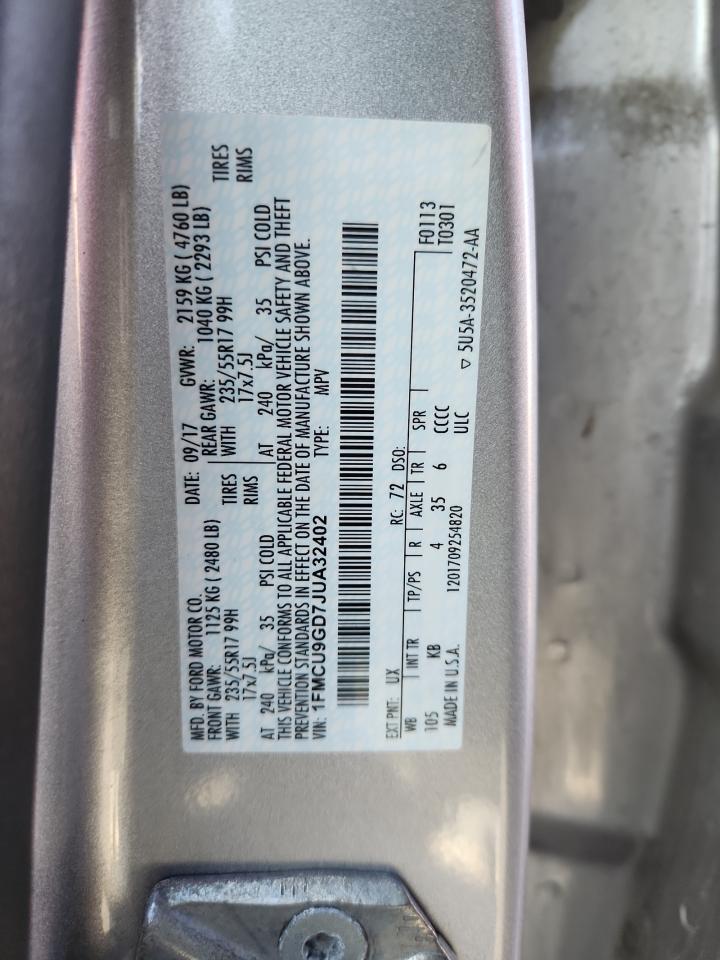 MFD. BY FORD MOTOR CO. DATE: 09/17 GVWR: 2159 KG ( 4760 LB)
FRONT GAWR: 1125 KG ( 2480 LB) REAR GAWR: 1040 KG ( 2293 LB)
WITH 235/55R17 99H TIRES WITH 235/55R17 99H TIRES
17x7.5J RIMS 17x7.5J RIMS
AT 240 kPa/ 35 PSI COLD AT 240 kPa/ 35 PSI COLD
THIS VEHICLE CONFORMS TO ALL APPLICABLE FEDERAL MOTOR VEHICLE SAFETY AND THEFT
PREVENTION STANDARDS IN EFFECT ON THE DATE OF MANUFACTURE SHOWN ABOVE.
VIN: 1FMCU9GD7JUA32402 TYPE: MPV
EXT PNT: UX RC: 72 DSO:
WB INT TR TP/PS R AXLE TR SPR F0113
105 KB 4 35 6 CCCC T0301
MADE IN U.S.A. 1201709254820 ULC
▽ 5U5A-3520472-AA